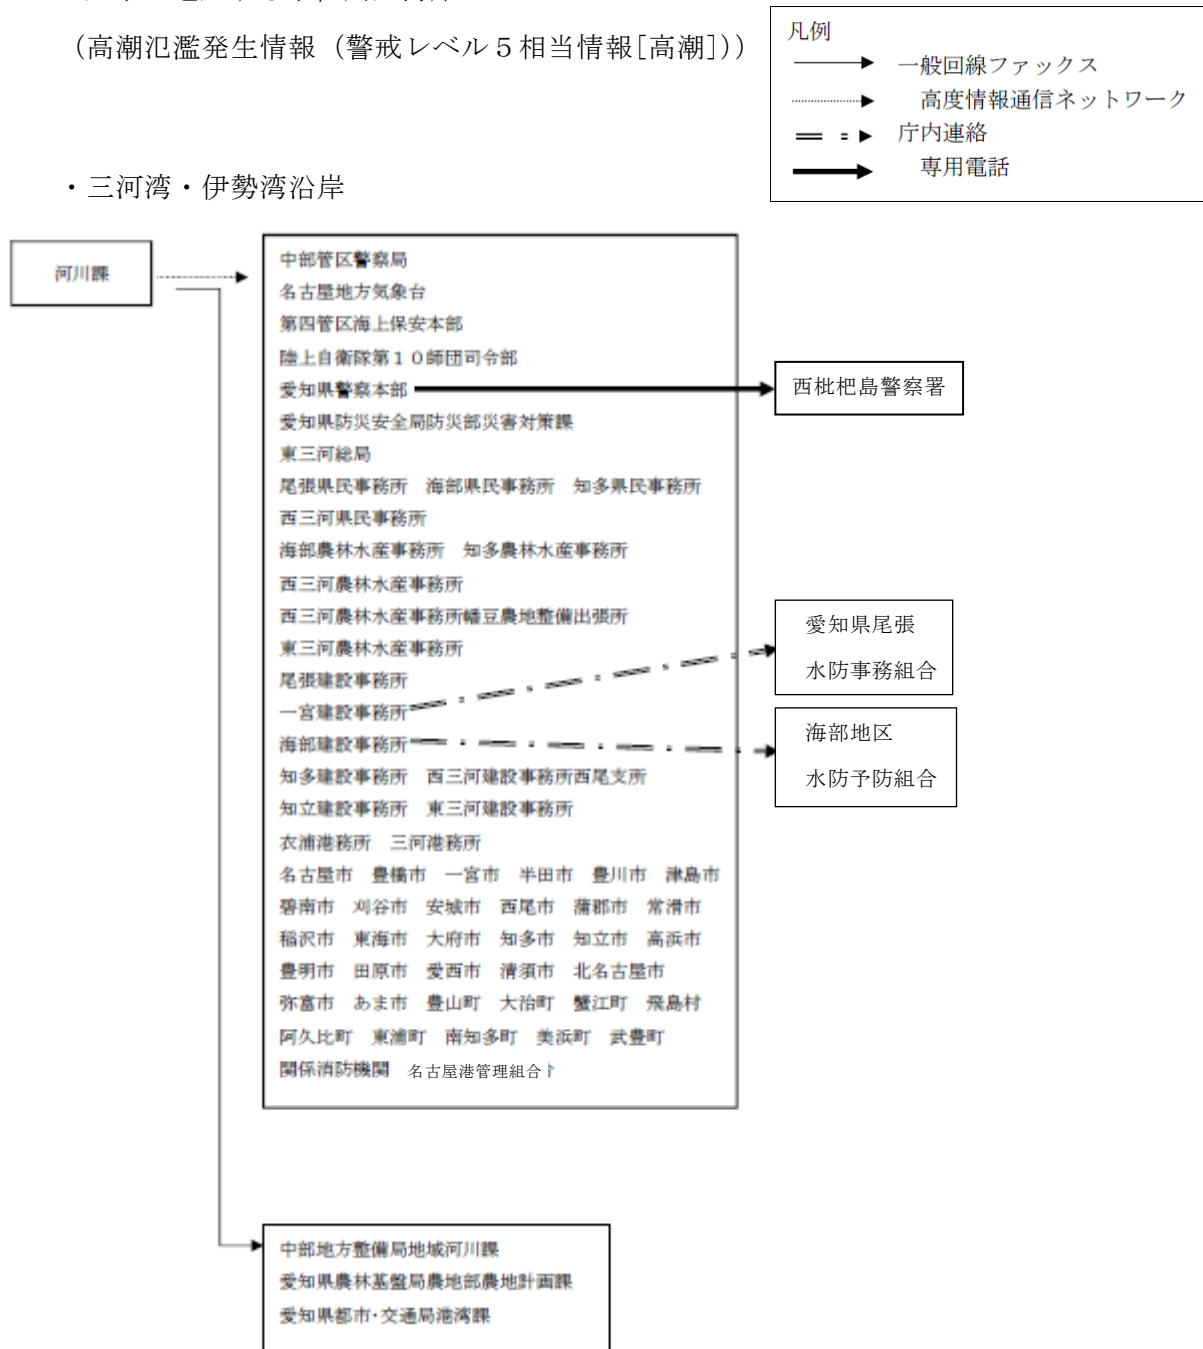 (高潮氾濫発生情報（警戒レベル５相当情報[高潮]))
凡例
一般回線ファックス
高度情報通信ネットワーク
庁内連絡
専用電話
・三河湾・伊勢湾沿岸
河川課
中部管区警察局
名古屋地方気象台
第四管区海上保安本部
陸上自衛隊第１０師団司令部
愛知県警察本部
西枇杷島警察署
愛知県防災安全局防災部災害対策課
東三河総局
尾張県民事務所　海部県民事務所　知多県民事務所
西三河県民事務所
海部農林水産事務所　知多農林水産事務所
西三河農林水産事務所
西三河農林水産事務所幡豆農地整備出張所
東三河農林水産事務所
尾張建設事務所
一宮建設事務所
愛知県尾張
水防事務組合
海部建設事務所
海部地区
水防予防組合
知多建設事務所　西三河建設事務所西尾支所
知立建設事務所　東三河建設事務所
衣浦港務所　三河港務所
名古屋市　豊橋市　一宮市　半田市　豊川市　津島市
碧南市　刈谷市　安城市　西尾市　蒲郡市　常滑市
稲沢市　東海市　大府市　知多市　知立市　高浜市
豊明市　田原市　愛西市　清須市　北名古屋市
弥富市　あま市　豊山町　大治町　蟹江町　飛島村
阿久比町　東浦町　南知多町　美浜町　武豊町
関係消防機関　名古屋港管理組合
中部地方整備局地域河川課
愛知県農林基盤局農地部農地計画課
愛知県都市･交通局港湾課